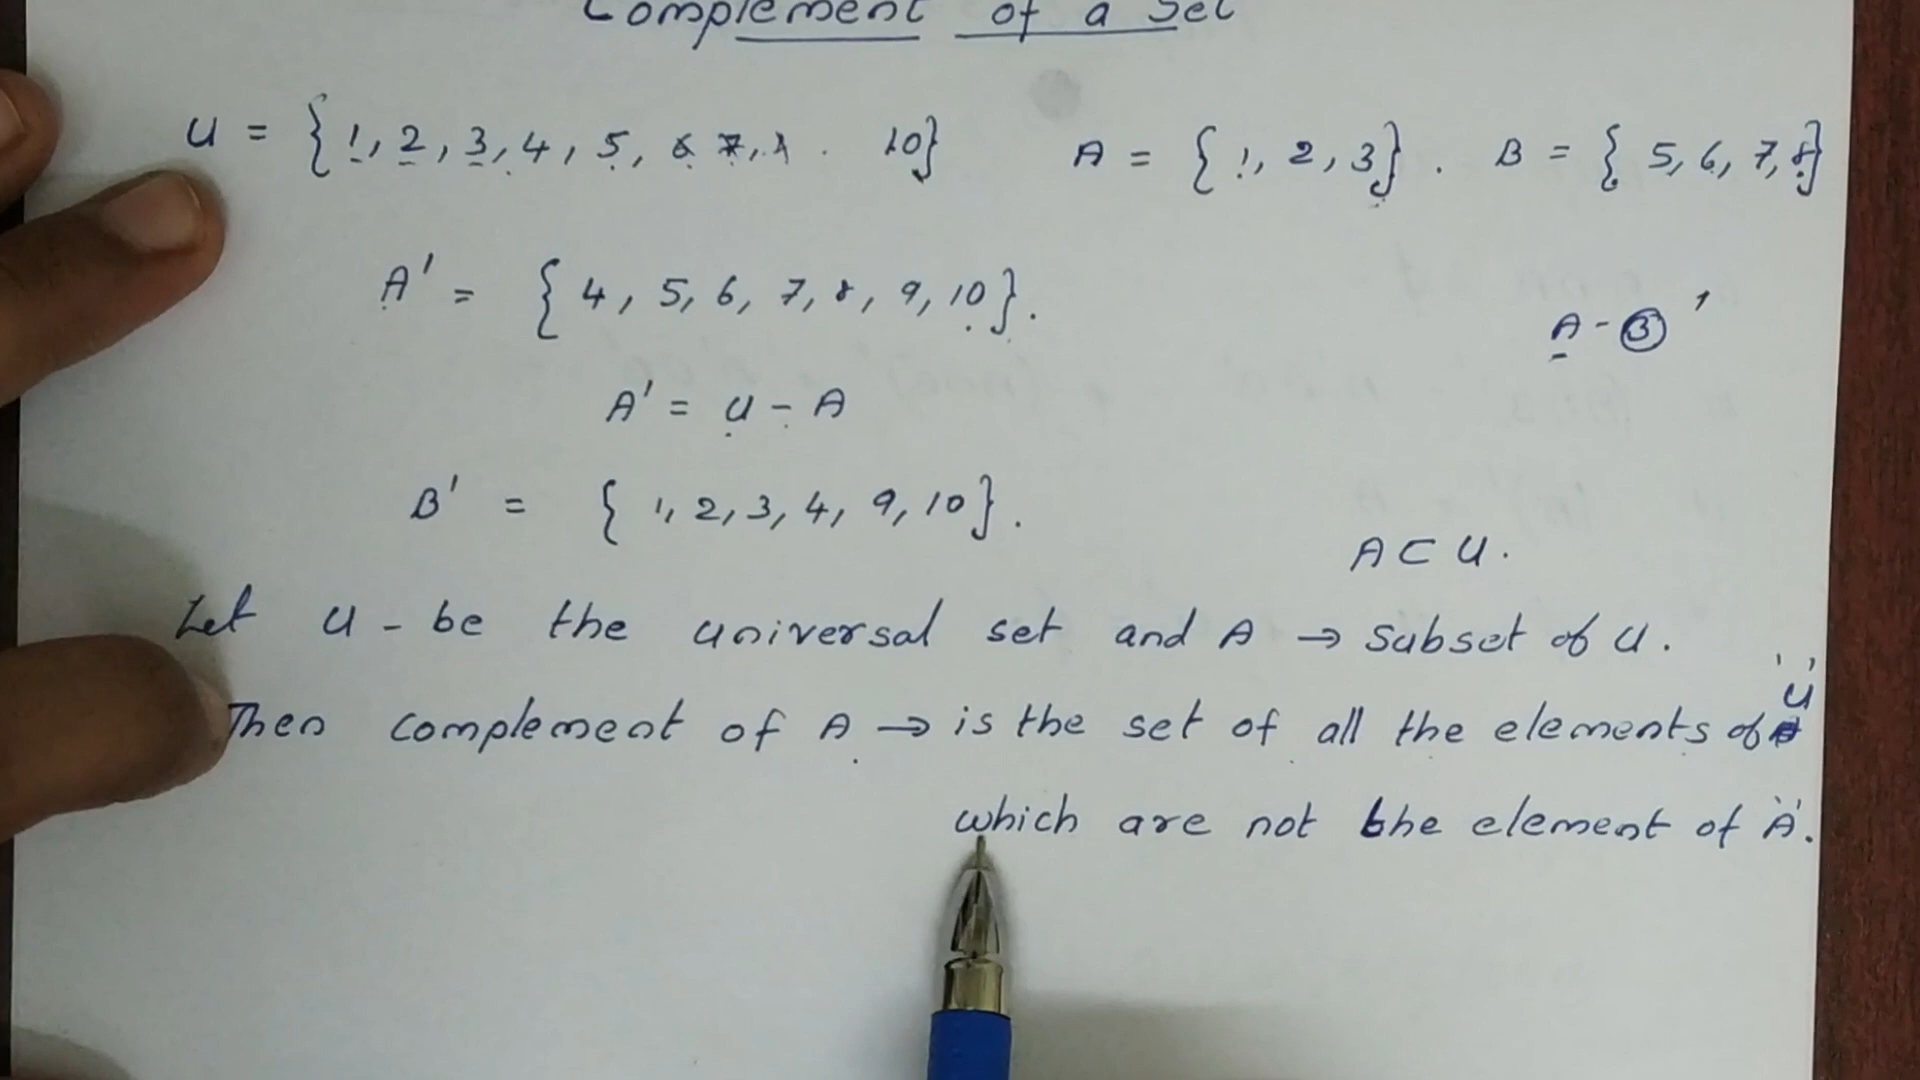 Complement of a Set
U = { 1, 2, 3, 4, 5, 6 7, . 10} A = { 1, 2, 3} . B = { 5, 6, 7, 8}
A' = { 4, 5, 6, 7, 8, 9, 10}.
A - B '
A' = U - A
B' = { 1, 2, 3, 4, 9, 10}.
A ⊂ U.
Let U - be the universal set and A → subset of U.
Then complement of A → is the set of all the elements of U
which are not the element of 'A'.